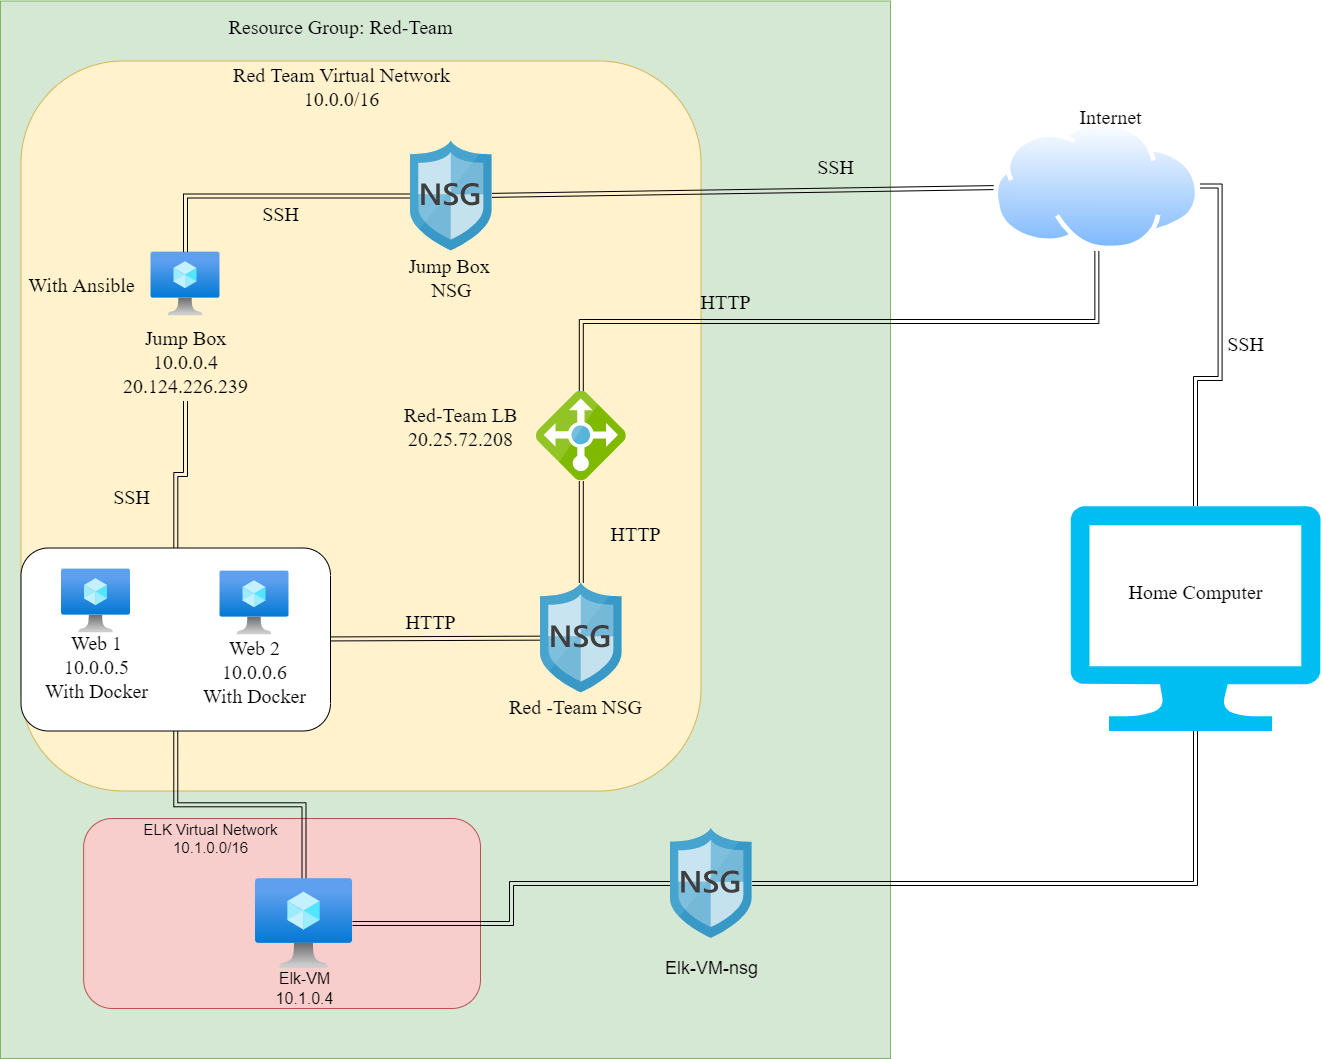 Resource Group: Red-Team
Red Team Virtual Network
10.0.0/16
Internet
SSH
NSG
SSH
Jump Box
NSG
With Ansible
HTTP
Jump Box
10.0.0.4
20.124.226.239
SSH
Red-Team LB
20.25.72.208
SSH
HTTP
Home Computer
HTTP
NSG
Web 1
10.0.0.5
With Docker
Web 2
10.0.0.6
With Docker
Red -Team NSG
ELK Virtual Network
10.1.0.0/16
NSG
Elk-VM-nsg
Elk-VM
10.1.0.4